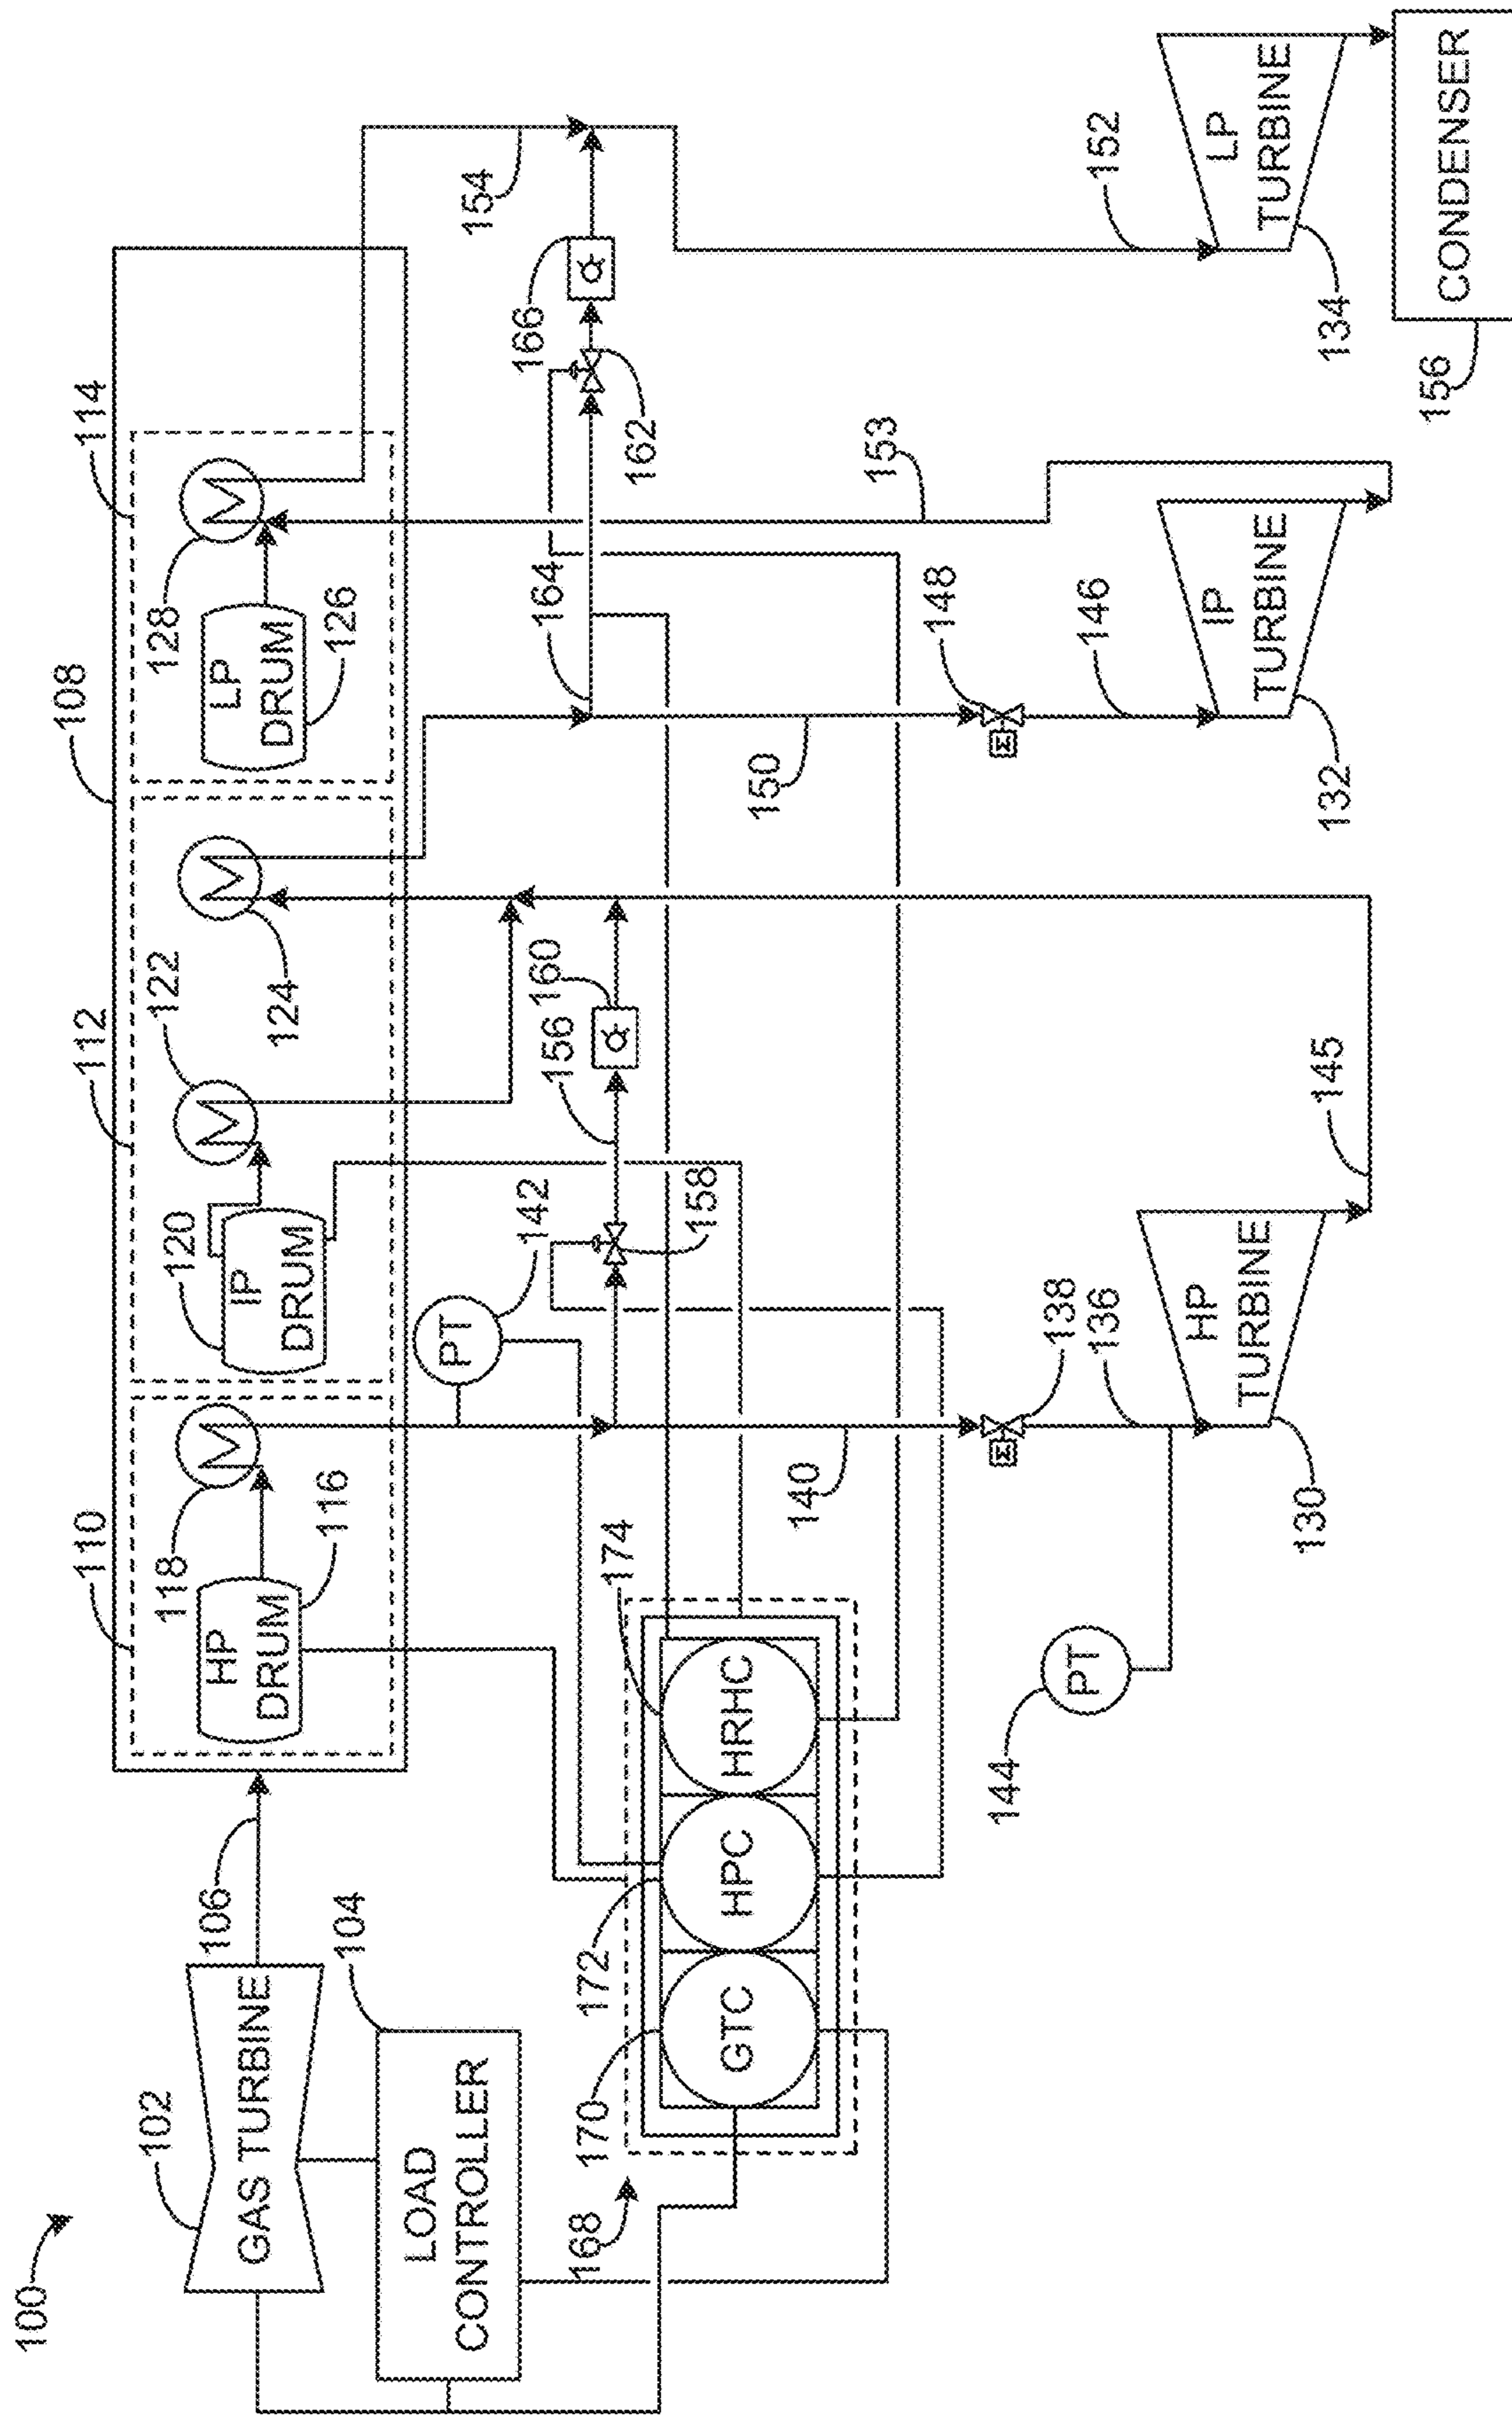 100
108
110
112
114
102
118
122
128
120
106
GAS TURBINE
HP
DRUM
116
IP
DRUM
124
LP
DRUM
126
104
LOAD
CONTROLLER
PT
142
154
160
156
164
166
162
158
168
170
172
174
GTC
HPC
HRHC
140
150
153
138
M
148
M
136
146
152
144
PT
HP
TURBINE
130
145
IP
TURBINE
132
LP
TURBINE
134
156
CONDENSER